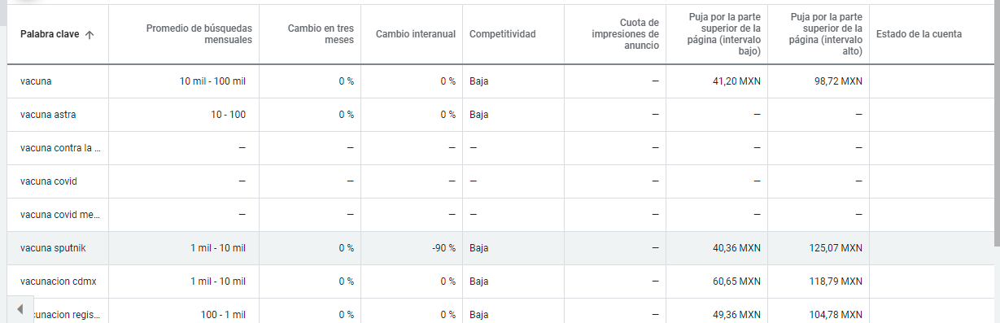 Palabra clave ↑ Promedio de búsquedas mensuales Cambio en tres meses Cambio interanual Competitividad Cuota de impresiones de anuncio Puja por la parte superior de la página (intervalo bajo) Puja por la parte superior de la página (intervalo alto) Estado de la cuenta
vacuna 10 mil - 100 mil 0 % 0 % Baja — 41,20 MXN 98,72 MXN
vacuna astra 10 - 100 0 % 0 % Baja — — —
vacuna contra la ... — — — — — — —
vacuna covid — — — — — — —
vacuna covid me... — — — — — — —
vacuna sputnik 1 mil - 10 mil 0 % -90 % Baja — 40,36 MXN 125,07 MXN
vacunacion cdmx 1 mil - 10 mil 0 % 0 % Baja — 60,65 MXN 118,79 MXN
cunacion regis... 100 - 1 mil 0 % 0 % Baja — 49,36 MXN 104,78 MXN